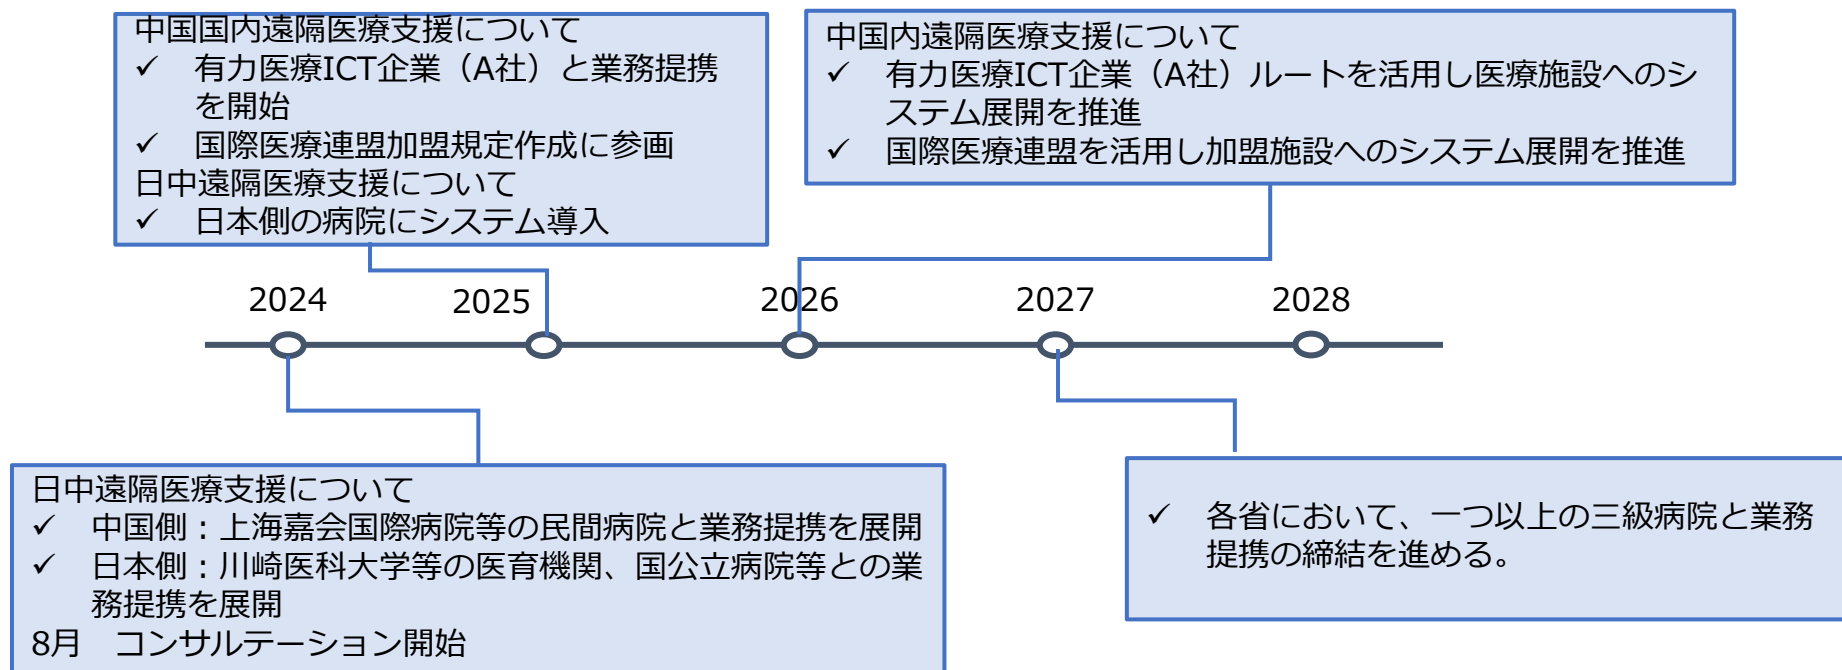 中国国内遠隔医療支援について
✓ 有力医療ICT企業（A社）と業務提携
を開始
✓ 国際医療連盟加盟規定作成に参画
日中遠隔医療支援について
✓ 日本側の病院にシステム導入
中国内遠隔医療支援について
✓ 有力医療ICT企業（A社）ルートを活用し医療施設へのシ
ステム展開を推進
✓ 国際医療連盟を活用し加盟施設へのシステム展開を推進
2024
2025
2026
2027
2028
日中遠隔医療支援について
✓ 中国側：上海嘉会国際病院等の民間病院と業務提携を展開
✓ 日本側：川崎医科大学等の医育機関、国公立病院等との業
務提携を展開
8月　コンサルテーション開始
✓ 各省において、一つ以上の三級病院と業務
提携の締結を進める。